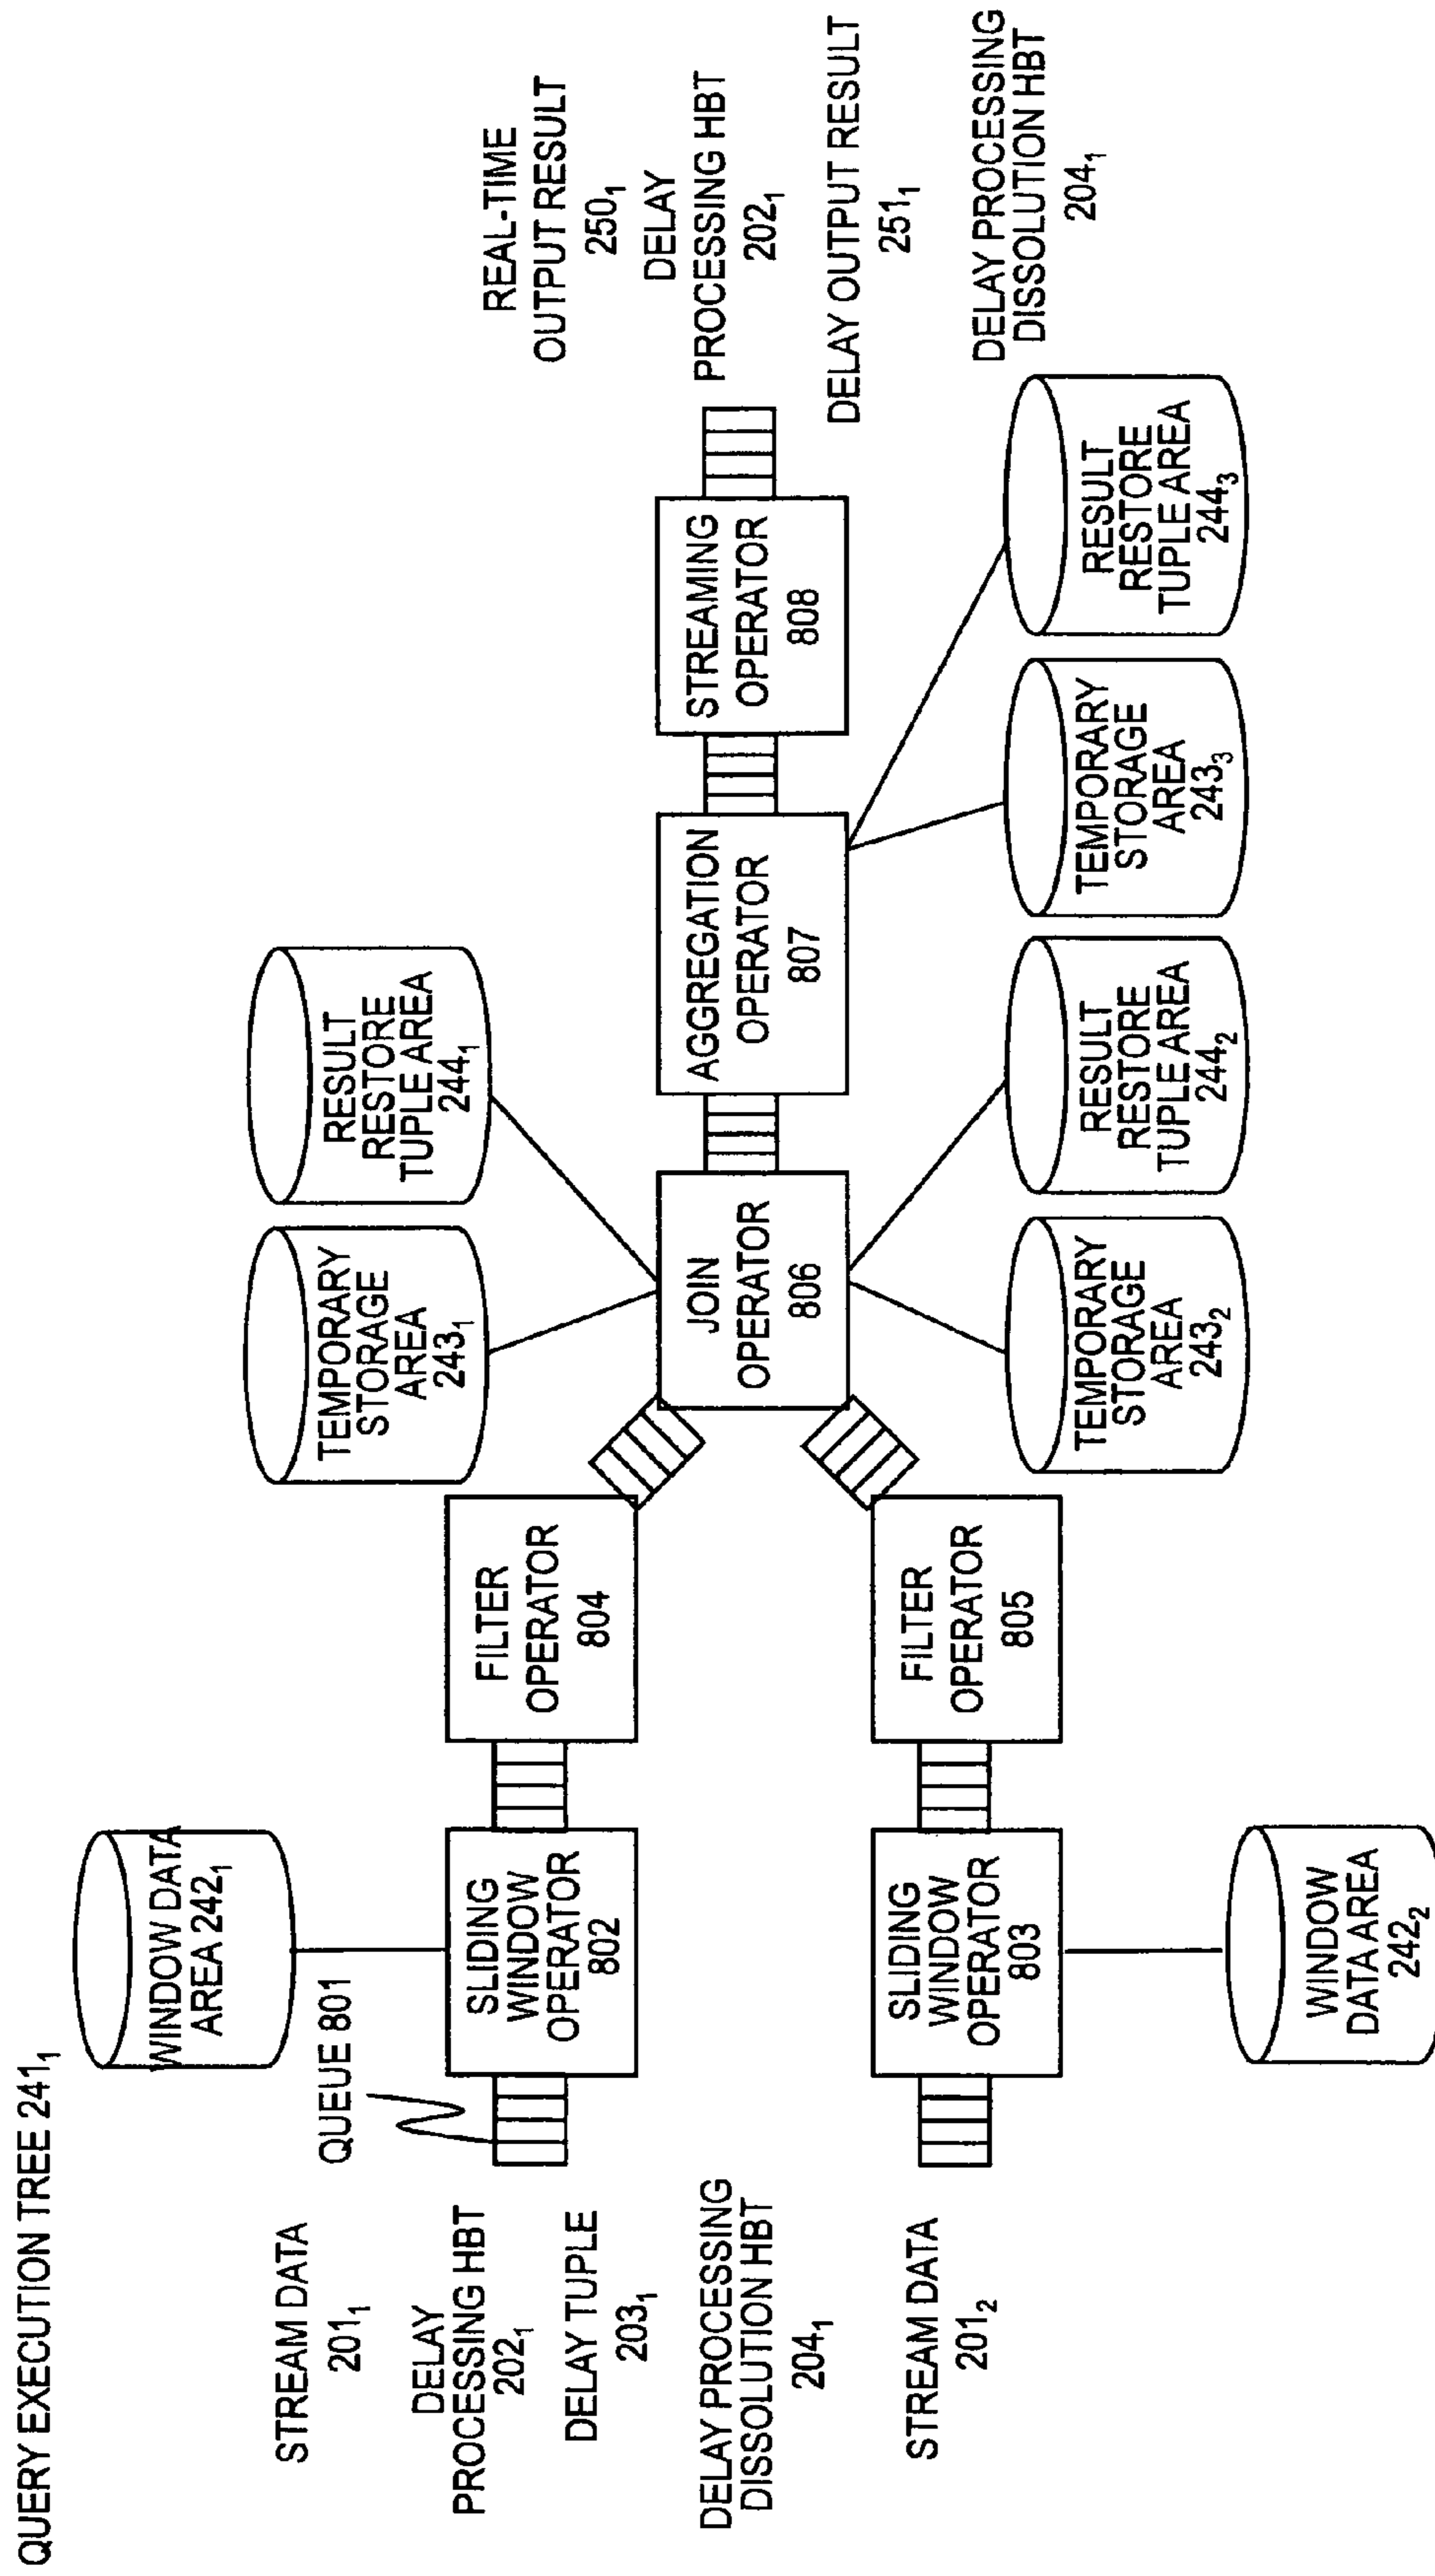 QUERY EXECUTION TREE 241₁
WINDOW DATA
AREA 242₁
QUEUE 801
STREAM DATA
201₁
DELAY
PROCESSING HBT
202₁
DELAY TUPLE
203₁
DELAY PROCESSING
DISSOLUTION HBT
204₁
STREAM DATA
201₂
SLIDING
WINDOW
OPERATOR
802
SLIDING
WINDOW
OPERATOR
803
WINDOW
DATA AREA
242₂
FILTER
OPERATOR
804
FILTER
OPERATOR
805
TEMPORARY
STORAGE
AREA
243₁
RESULT
RESTORE
TUPLE AREA
244₁
JOIN
OPERATOR
806
TEMPORARY
STORAGE
AREA
243₂
RESULT
RESTORE
TUPLE AREA
244₂
AGGREGATION
OPERATOR
807
TEMPORARY
STORAGE
AREA
243₃
RESULT
RESTORE
TUPLE AREA
244₃
STREAMING
OPERATOR
808
REAL-TIME
OUTPUT RESULT
250₁
DELAY
PROCESSING HBT
202₁
DELAY OUTPUT RESULT
251₁
DELAY PROCESSING
DISSOLUTION HBT
204₁